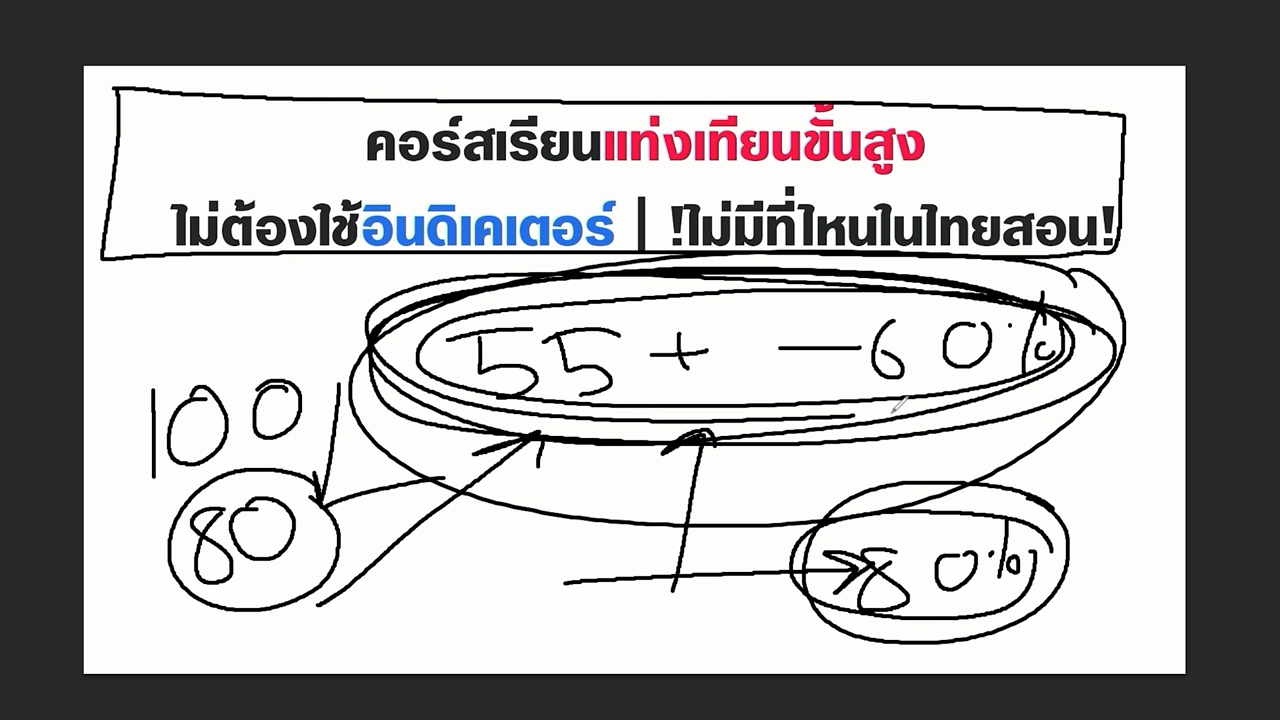 คอร์สเรียนแท่งเทียนขั้นสูง
ไม่ต้องใช้อินดิเคเตอร์ | !ไม่มีที่ไหนในไทยสอน!
55+ — 60%
100
80
80%